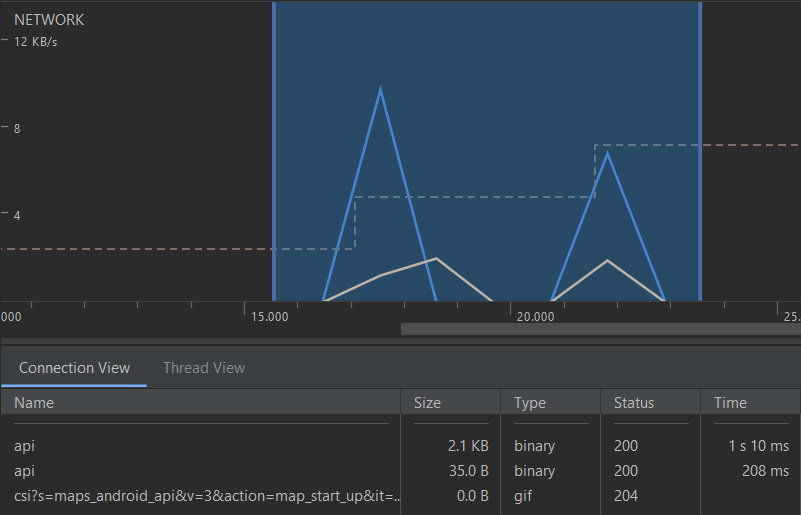 NETWORK
12 KB/s
8
4
000 15.000 20.000 25.
Connection View Thread View
Name Size Type Status Time
api 2.1 KB binary 200 1 s 10 ms
api 35.0 B binary 200 208 ms
csi?s=maps_android_api&v=3&action=map_start_up&it=... 0.0 B gif 204